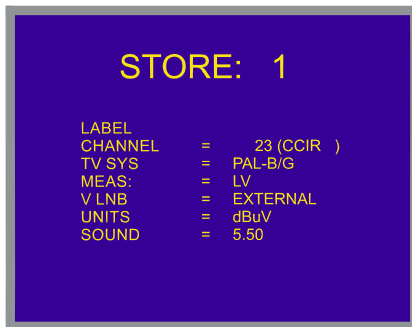 STORE: 1
LABEL
CHANNEL = 23 (CCIR )
TV SYS = PAL-B/G
MEAS: = LV
V LNB = EXTERNAL
UNITS = dBuV
SOUND = 5.50